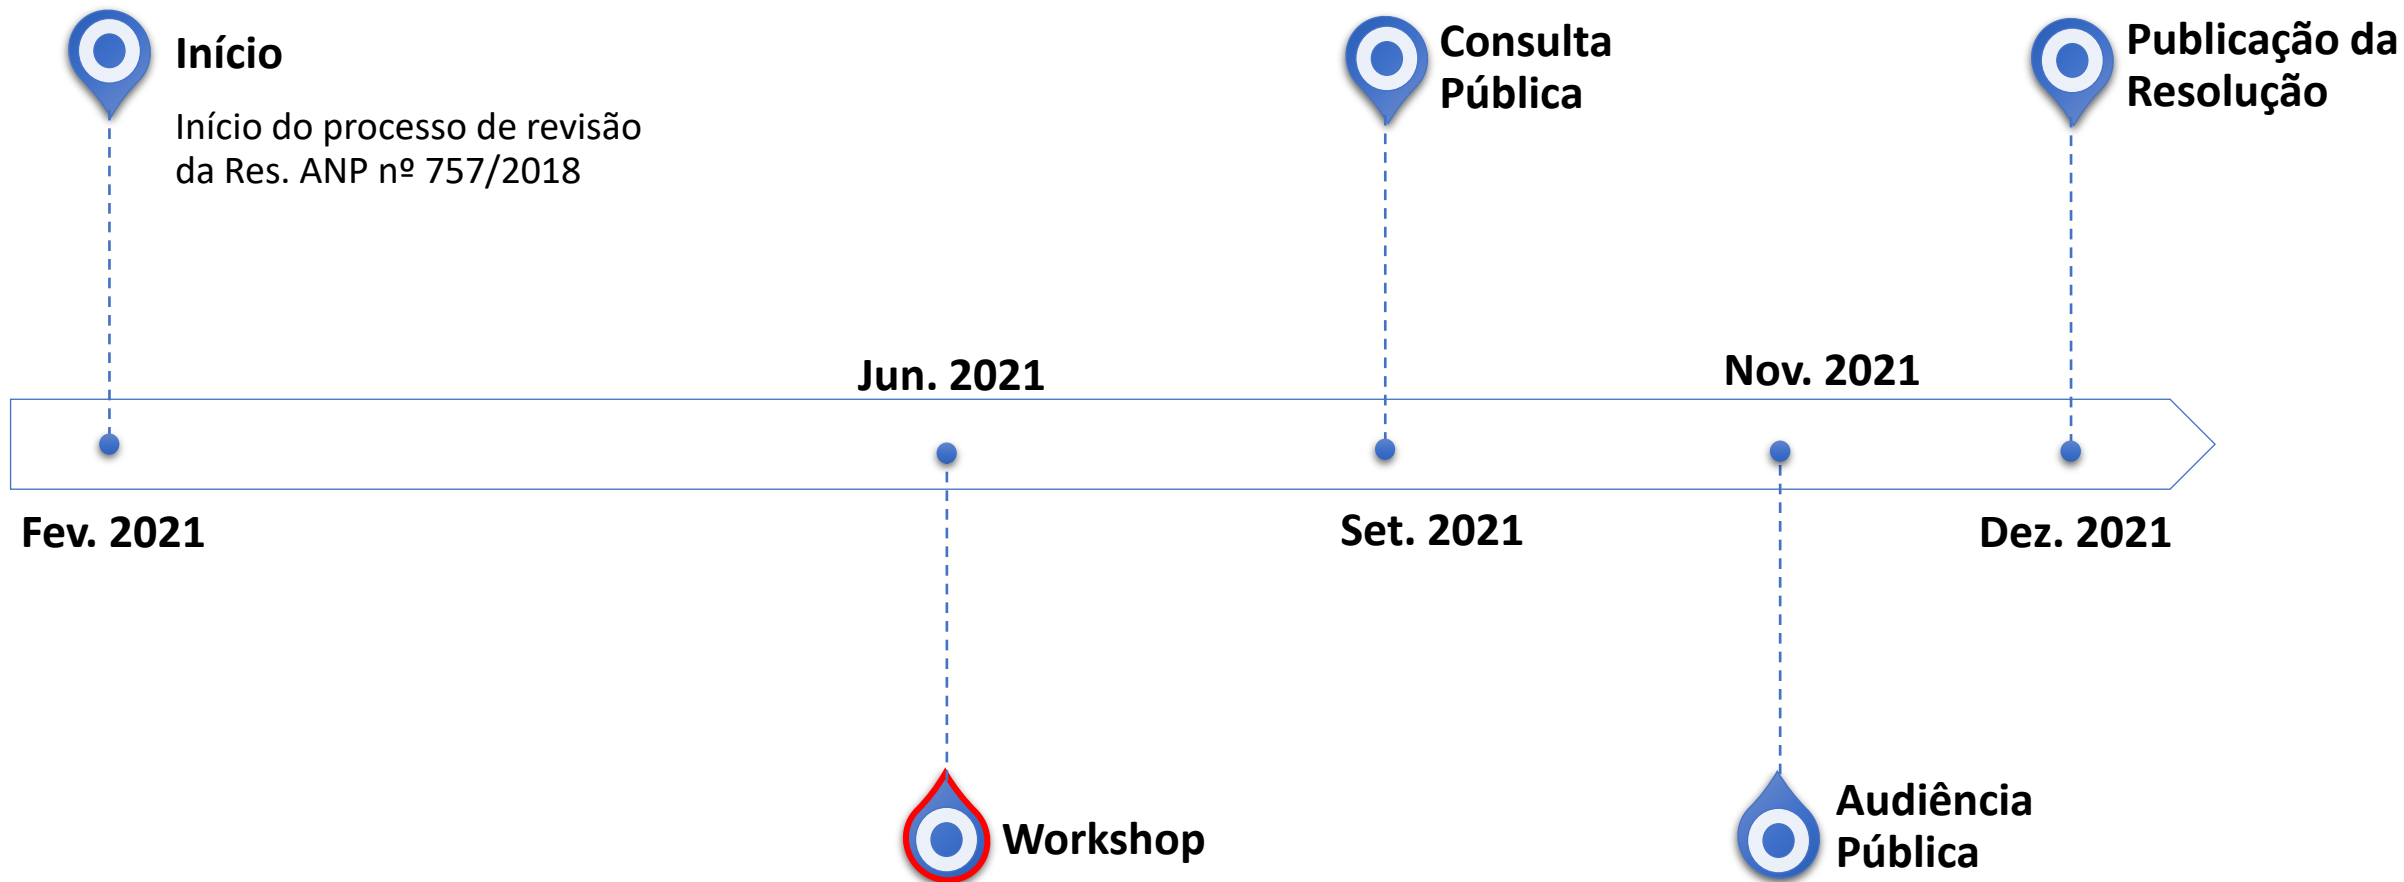 Início
Início do processo de revisão
da Res. ANP nº 757/2018
Consulta
Pública
Publicação da
Resolução
Jun. 2021
Nov. 2021
Fev. 2021
Set. 2021
Dez. 2021
Workshop
Audiência
Pública